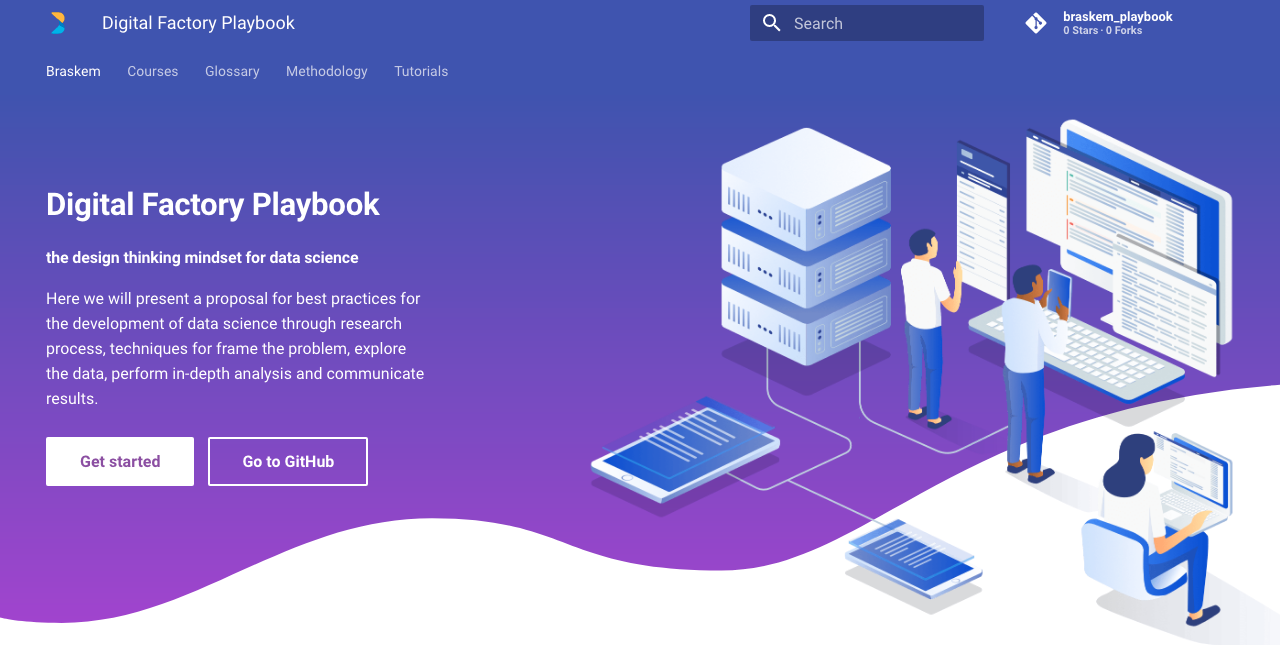 Digital Factory Playbook
Search
braskem_playbook
0 Stars · 0 Forks
Braskem
Courses
Glossary
Methodology
Tutorials
Digital Factory Playbook
the design thinking mindset for data science
Here we will present a proposal for best practices for
the development of data science through research
process, techniques for frame the problem, explore
the data, perform in-depth analysis and communicate
results.
Get started
Go to GitHub